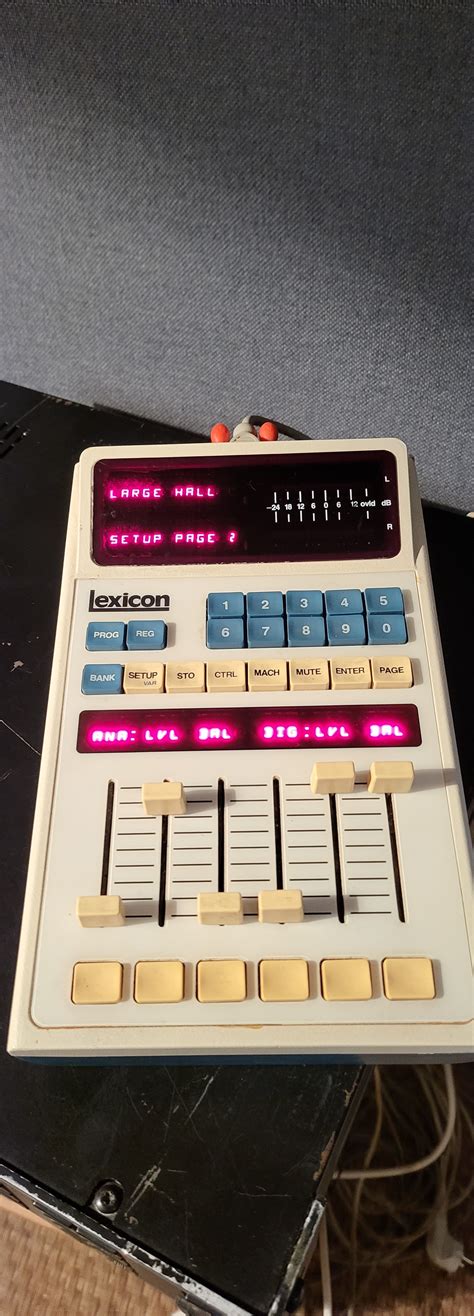 LARGE HALL
L
-24 18 12 6 0 6 12 ovld dB
SETUP PAGE 2
R
lexicon
1 2 3 4 5
PROG REG
6 7 8 9 0
BANK SETUP STO CTRL MACH MUTE ENTER PAGE
VAR
ANA:LVL BAL DIG:LVL BAL